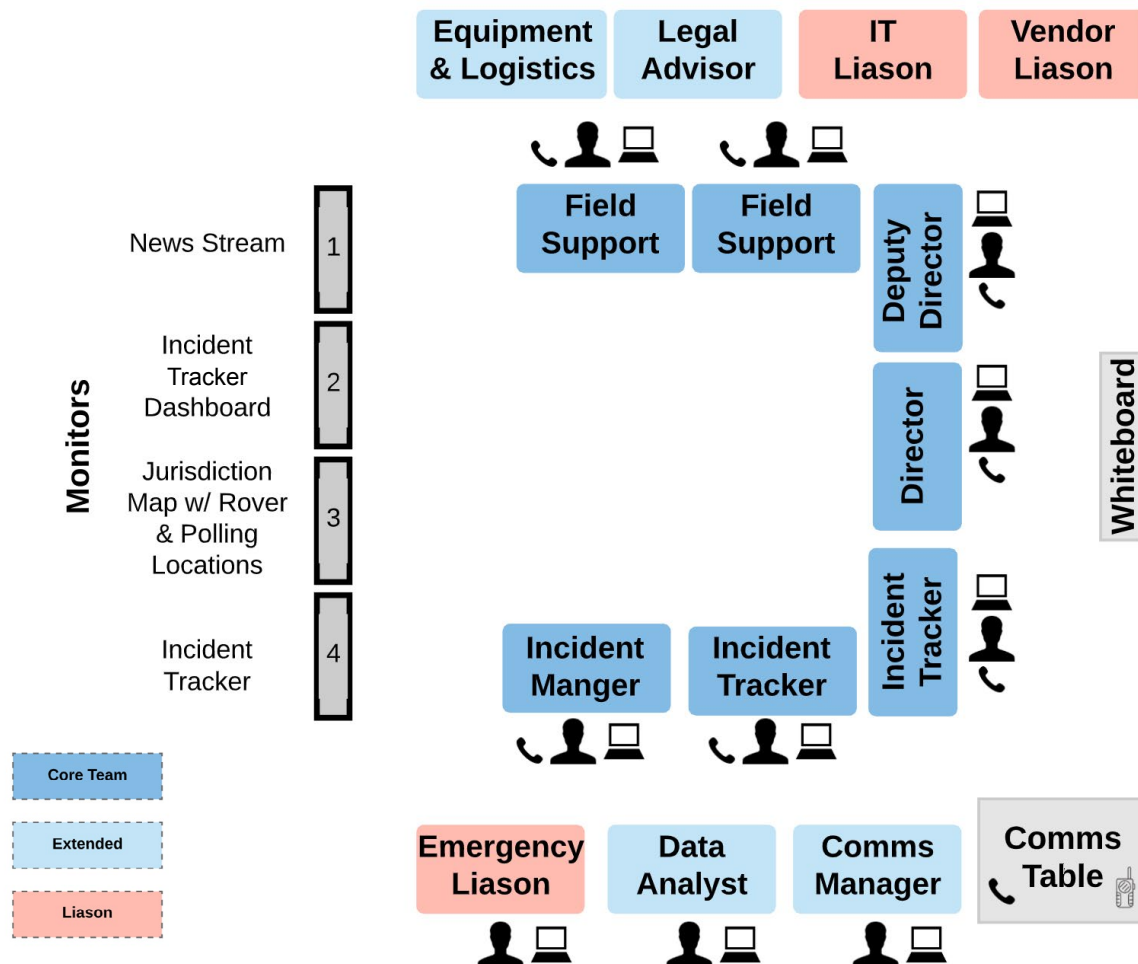 Equipment
& Logistics
Legal
Advisor
IT
Liason
Vendor
Liason
Field
Support
Field
Support
Deputy
Director
Director
Incident
Tracker
Whiteboard
Monitors
News Stream
1
Incident
Tracker
Dashboard
2
Jurisdiction
Map w/ Rover
& Polling
Locations
3
Incident
Tracker
4
Incident
Manger
Incident
Tracker
Core Team
Extended
Liason
Emergency
Liason
Data
Analyst
Comms
Manager
Comms
Table